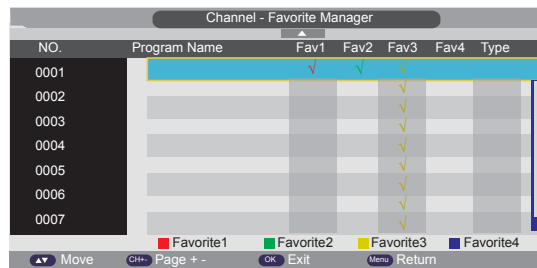 Channel - Favorite Manager
NO. Program Name Fav1 Fav2 Fav3 Fav4 Type
0001 √ √ √
0002 √
0003 √
0004 √
0005 √
0006 √
0007 √
Favorite1 Favorite2 Favorite3 Favorite4
▲▼ Move CH+- Page + - OK Exit Menu Return